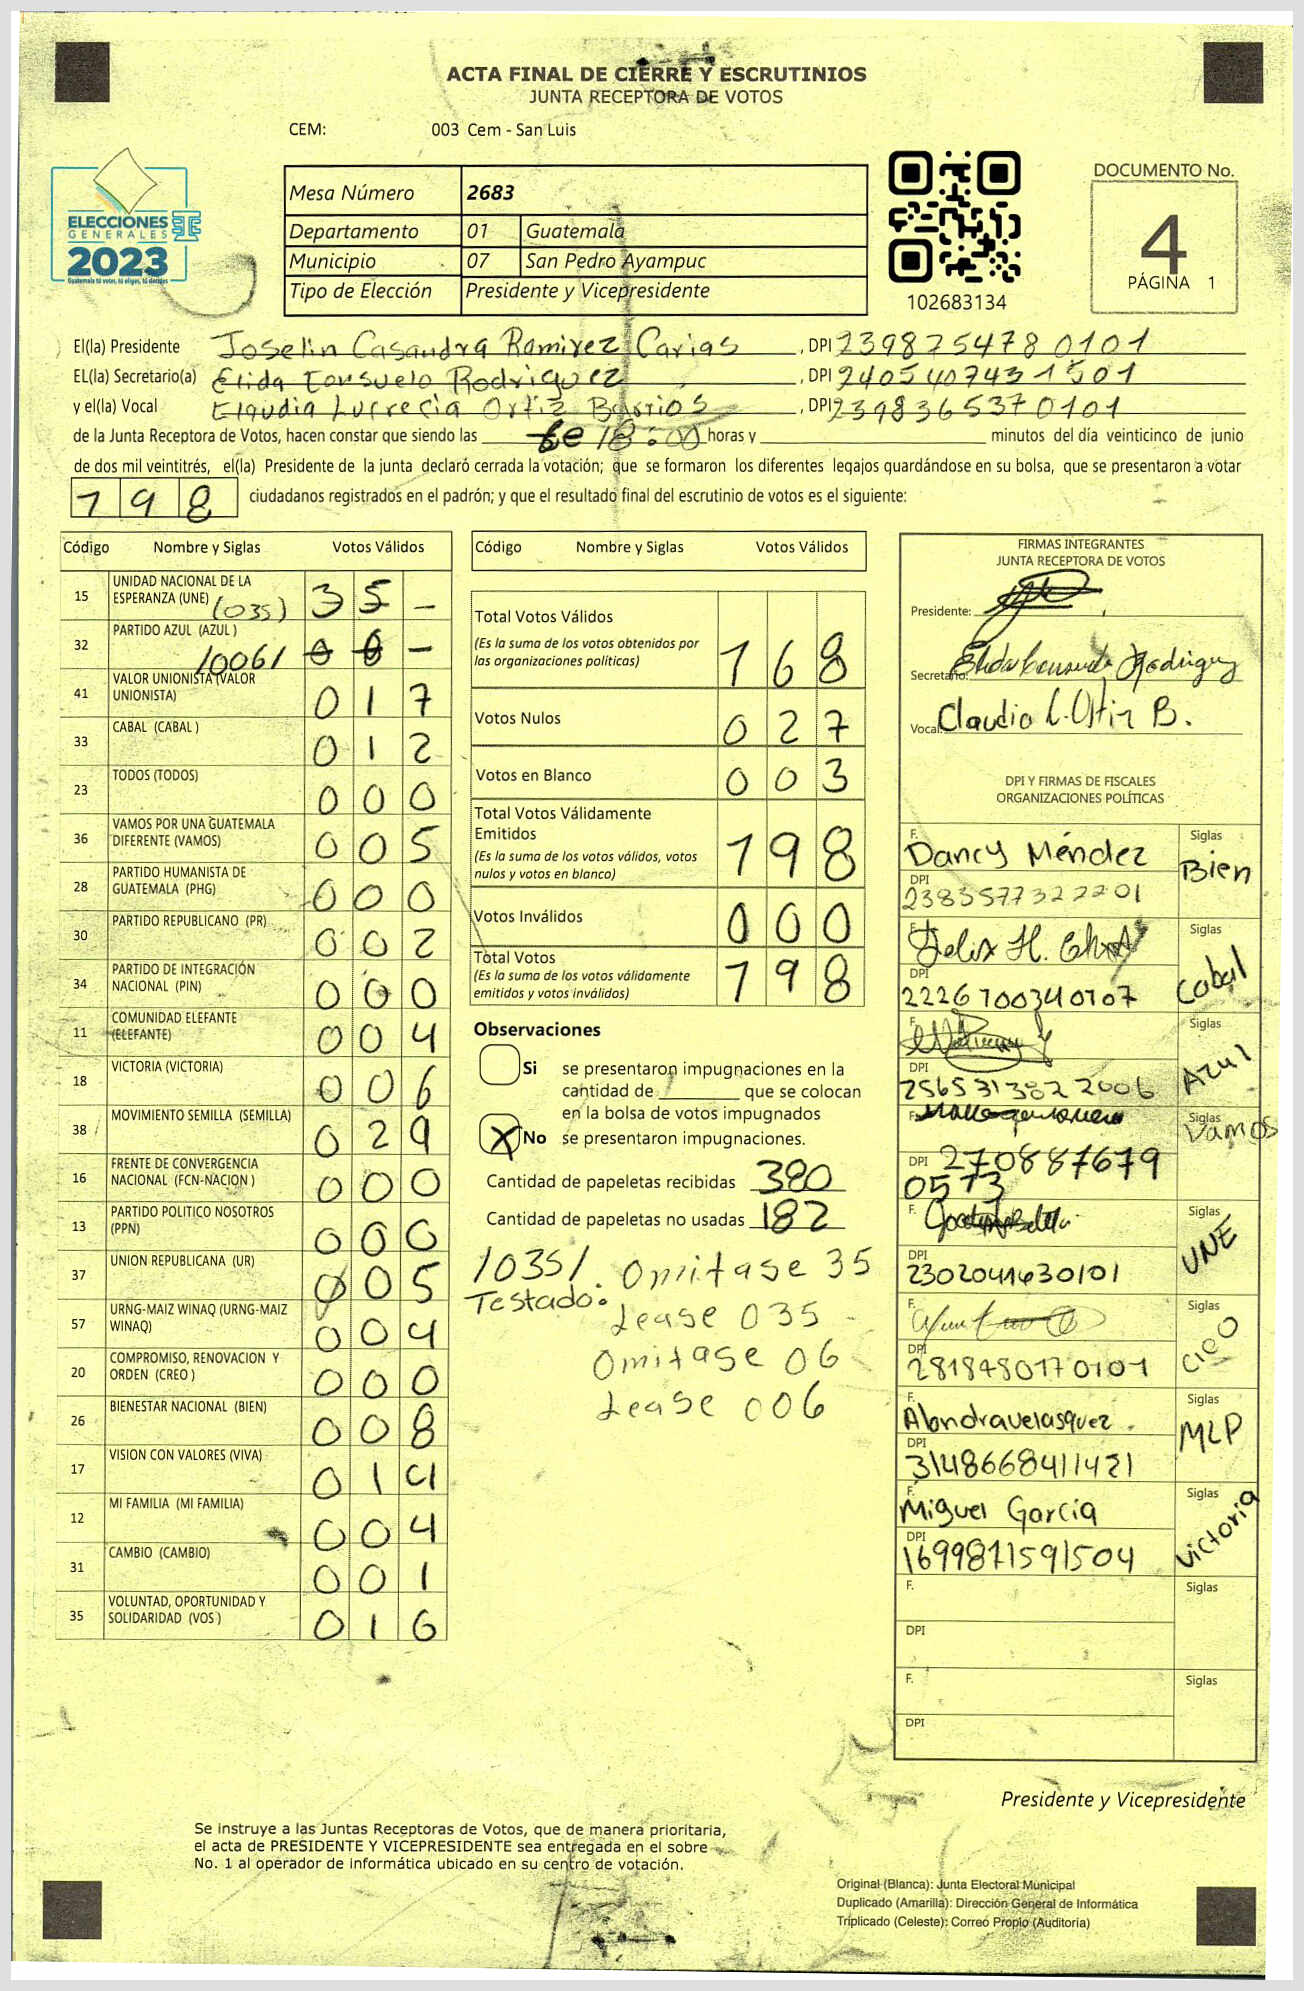 ACTA FINAL DE CIERRE Y ESCRUTINIOS
JUNTA RECEPTORA DE VOTOS
CEM: 003 Cem - San Luis
ELECCIONES
GENERALES
2023
Guatemala tú votes, tú eliges, tú decides
Mesa Número 2683
Departamento 01 Guatemala
Municipio 07 San Pedro Ayampuc
Tipo de Elección Presidente y Vicepresidente
102683134
DOCUMENTO No.
4
PÁGINA 1
El(la) Presidente Joselin Casandra Ramirez Carias, DPI 2398754780101
EL(la) Secretario(a) Elida Consuelo Rodriguez, DPI 2405407431501
y el(la) Vocal Claudia Lucrecia Ortiz Barrios, DPI 2398365370101
de la Junta Receptora de Votos, hacen constar que siendo las 18:00 horas y minutos del día veinticinco de junio
de dos mil veintitrés, el(la) Presidente de la junta declaró cerrada la votación; que se formaron los diferentes legajos guardándose en su bolsa, que se presentaron a votar
198 ciudadanos registrados en el padrón; y que el resultado final del escrutinio de votos es el siguiente:
Código Nombre y Siglas Votos Válidos
15 UNIDAD NACIONAL DE LA ESPERANZA (UNE) (035) 3 5 -
32 PARTIDO AZUL (AZUL) /006/ 0 6 -
41 VALOR UNIONISTA (VALOR UNIONISTA) 0 1 7
33 CABAL (CABAL) 0 1 2
23 TODOS (TODOS) 0 0 0
36 VAMOS POR UNA GUATEMALA DIFERENTE (VAMOS) 0 0 5
28 PARTIDO HUMANISTA DE GUATEMALA (PHG) 0 0 0
30 PARTIDO REPUBLICANO (PR) 0 0 2
34 PARTIDO DE INTEGRACIÓN NACIONAL (PIN) 0 0 0
11 COMUNIDAD ELEFANTE (ELEFANTE) 0 0 4
18 VICTORIA (VICTORIA) 0 0 6
38 MOVIMIENTO SEMILLA (SEMILLA) 0 2 9
16 FRENTE DE CONVERGENCIA NACIONAL (FCN-NACION) 0 0 0
13 PARTIDO POLITICO NOSOTROS (PPN) 0 0 0
37 UNION REPUBLICANA (UR) 0 0 5
57 URNG-MAIZ WINAQ (URNG-MAIZ WINAQ) 0 0 4
20 COMPROMISO, RENOVACION Y ORDEN (CREO) 0 0 0
26 BIENESTAR NACIONAL (BIEN) 0 0 8
17 VISION CON VALORES (VIVA) 0 1 4
12 MI FAMILIA (MI FAMILIA) 0 0 4
31 CAMBIO (CAMBIO) 0 0 1
35 VOLUNTAD, OPORTUNIDAD Y SOLIDARIDAD (VOS) 0 1 6
Código Nombre y Siglas Votos Válidos
Total Votos Válidos
(Es la suma de los votos obtenidos por las organizaciones políticas) 1 6 8
Votos Nulos 0 2 7
Votos en Blanco 0 0 3
Total Votos Válidamente Emitidos
(Es la suma de los votos válidos, votos nulos y votos en blanco) 1 9 8
Votos Inválidos 0 0 0
Total Votos
(Es la suma de los votos válidamente emitidos y votos inválidos) 1 9 8
Observaciones
Si se presentaron impugnaciones en la
cantidad de que se colocan
en la bolsa de votos impugnados
X No se presentaron impugnaciones.
Cantidad de papeletas recibidas 380
Cantidad de papeletas no usadas 182
/035/. Omitase 35
Testado. Lease 035
Omitase 06
Lease 006
FIRMAS INTEGRANTES
JUNTA RECEPTORA DE VOTOS
Presidente:
Secretario: Elida Consuelo Rodriguez
Vocal: Claudia L. Ortiz B.
DPI Y FIRMAS DE FISCALES
ORGANIZACIONES POLÍTICAS
F. Dancy Méndez Siglas Bien
DPI 2383577322201
F. Felix H. Siglas Cabal
DPI 2226700340107
F. Siglas Azul
DPI 2565313822006
F. Siglas Vamos
DPI 270887679
0573
F. Siglas UNE
DPI 2302041630101
F. Siglas creo
DPI 2818480170101
F. Alondra velasquez. Siglas MLP
DPI 3148668411421
F. Miguel García Siglas Victoria
DPI 1699871591504
F. Siglas
DPI
F. Siglas
DPI
Presidente y Vicepresidente
Se instruye a las Juntas Receptoras de Votos, que de manera prioritaria,
el acta de PRESIDENTE Y VICEPRESIDENTE sea entregada en el sobre
No. 1 al operador de informática ubicado en su centro de votación.
Original (Blanca): Junta Electoral Municipal
Duplicado (Amarilla): Dirección General de Informática
Triplicado (Celeste): Correo Propio (Auditoría)